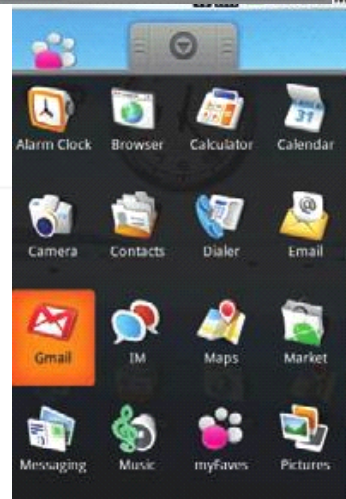 Alarm Clock Browser Calculator Calendar
31
Camera Contacts Dialer Email
Gmail IM Maps Market
Messaging Music myFaves Pictures